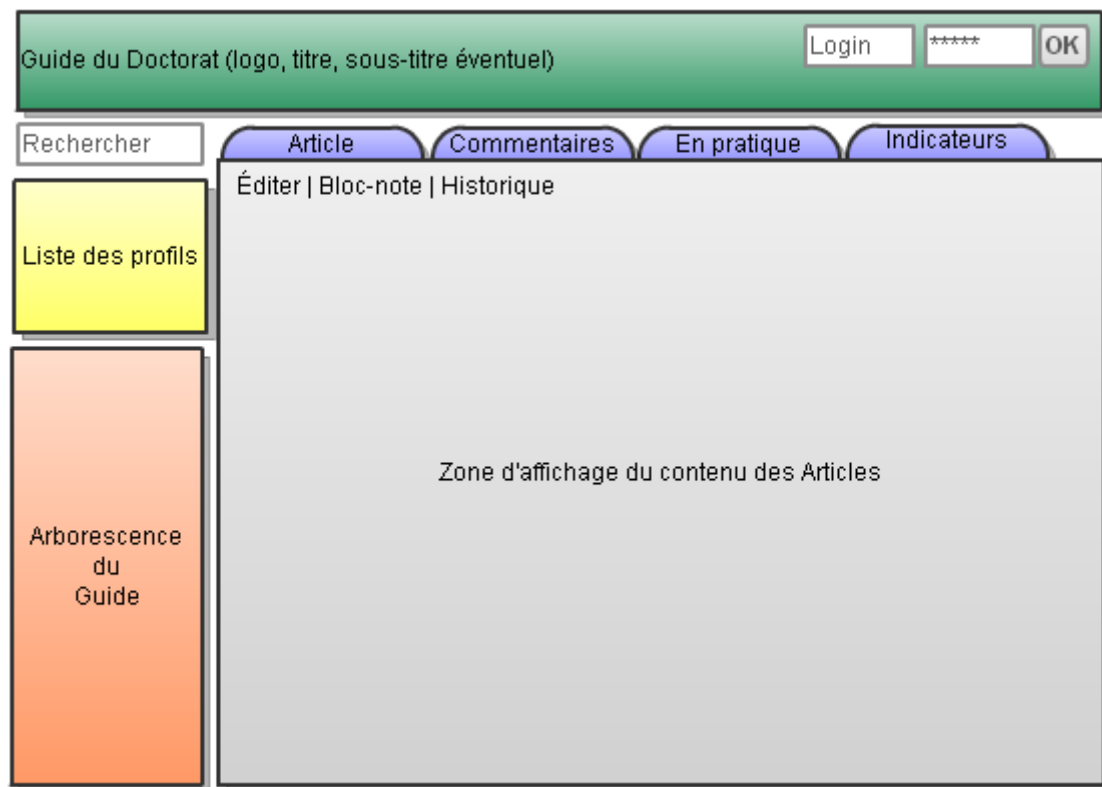 Guide du Doctorat (logo, titre, sous-titre éventuel)
Login
*****
OK
Rechercher
Article
Commentaires
En pratique
Indicateurs
Éditer | Bloc-note | Historique
Liste des profils
Zone d'affichage du contenu des Articles
Arborescence
du
Guide